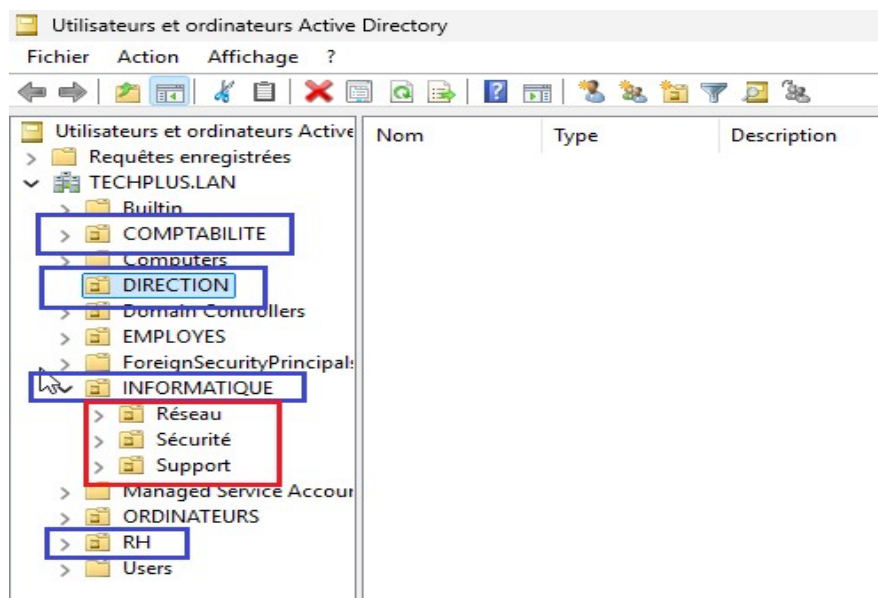 Utilisateurs et ordinateurs Active Directory
Fichier Action Affichage ?
Utilisateurs et ordinateurs Active
Nom Type Description
Requêtes enregistrées
TECHPLUS.LAN
Builtin
COMPTABILITE
Computers
DIRECTION
Domain Controllers
EMPLOYES
ForeignSecurityPrincipals
INFORMATIQUE
Réseau
Sécurité
Support
Managed Service Accour
ORDINATEURS
RH
Users